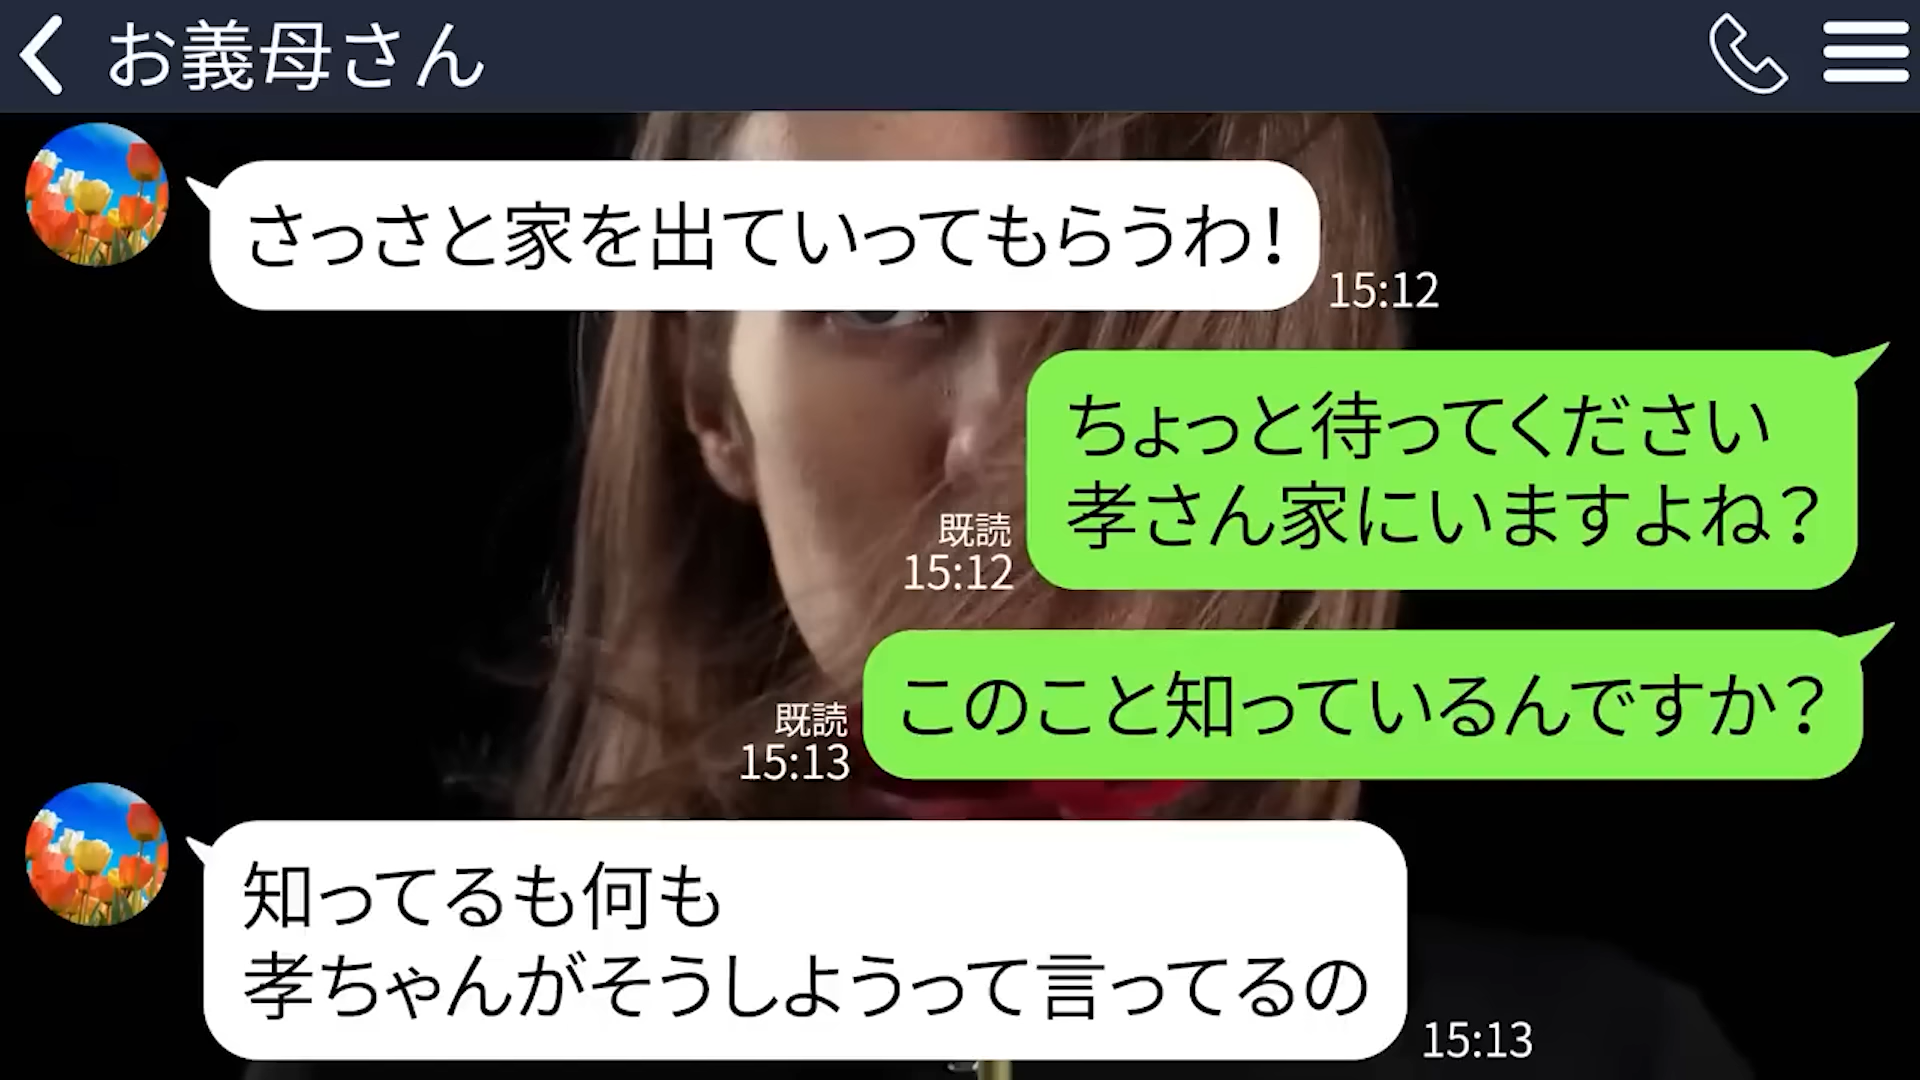 お義母さん
さっさと家を出ていってもらうわ！
15:12
ちょっと待ってください
孝さん家にいますよね？
既読
15:12
このこと知っているんですか？
既読
15:13
知ってるも何も
孝ちゃんがそうしようって言ってるの
15:13